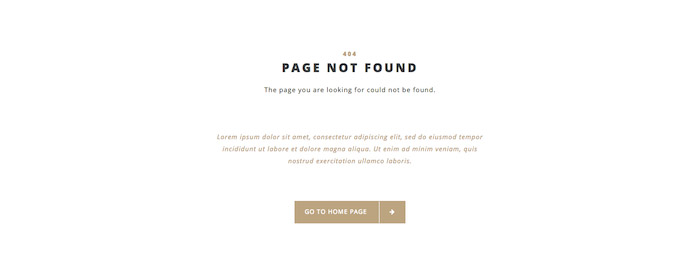 404
PAGE NOT FOUND
The page you are looking for could not be found.
Lorem ipsum dolor sit amet, consectetur adipiscing elit, sed do eiusmod tempor
incididunt ut labore et dolore magna aliqua. Ut enim ad minim veniam, quis
nostrud exercitation ullamco laboris.
GO TO HOME PAGE